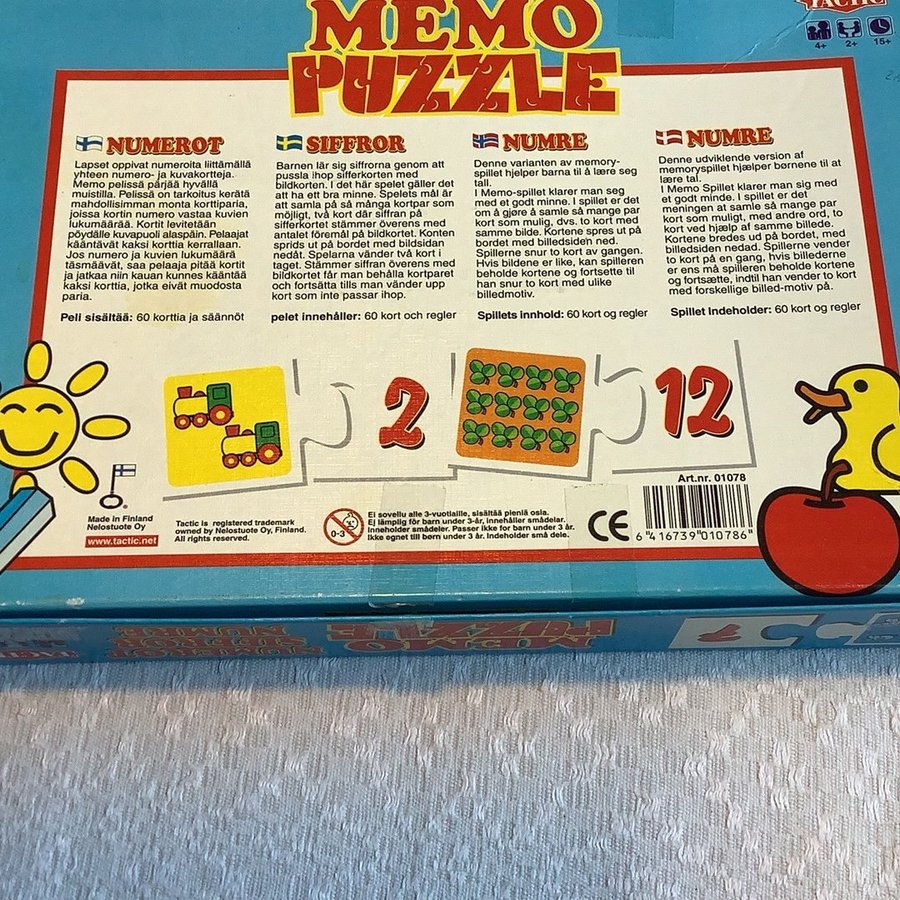 MEMO
PUZZLE
TACTIC
4+ 2+ 15+
NUMEROT
Lapset oppivat numeroita liittämällä
yhteen numero- ja kuvakortteja.
Memo pelissä pärjää hyvällä
muistilla. Pelissä on tarkoitus kerätä
mahdollisimman monta korttiparia,
joissa kortin numero vastaa kuvien
lukumäärää. Kortit levitetään
pöydälle kuvapuoli alaspäin. Pelaajat
kääntävät kaksi korttia kerrallaan.
Jos numero ja kuvien lukumäärä
täsmäävät, saa pelaaja pitää kortit
ja jatkaa niin kauan kunnes kääntää
kaksi korttia, jotka eivät muodosta
paria.
Peli sisältää: 60 korttia ja säännöt
SIFFROR
Barnen lär sig siffrorna genom att
pussla ihop sifferkorten med
bildkorten. I det här spelet gäller det
att ha ett bra minne. Spelets mål är
att samla på så många kortpar som
möjligt, två kort där siffran på
sifferkortet stämmer överens med
antalet föremål på bildkortet. Konten
sprids ut på bordet med bildsidan
nedåt. Spelarna vänder två kort i
taget. Stämmer siffran överens med
bildkortet får man behålla kortparet
och fortsätta tills man vänder upp
kort som inte passar ihop.
pelet innehåller: 60 kort och regler
NUMRE
Denne varianten av memory-
spillet hjelper barna til å lære seg
tall.
I Memo-spillet klarer man seg
med et godt minne. I spillet er det
om å gjøre å samle så mange par
kort som mulig, dvs. to kort med
samme bilde. Kortene spres ut på
bordet med billedsiden ned.
Spillerne snur to kort av gangen.
Hvis bildene er like, kan spilleren
beholde kortene og fortsette til
han snur to kort med ulike
billedmotiv.
Spillets innhold: 60 kort og regler
NUMRE
Denne udviklende version af
memoryspillet hjælper børnene til at
lære tal.
I Memo Spillet klarer man sig med
et godt minde. I spillet er det
meningen at samle så mange par
kort som muligt, med andre ord, to
kort ved hjælp af samme billede.
Kortene bredes ud på bordet, med
billedsiden nedad. Spillerne vender
to kort på en gang, hvis billederne
er ens må spilleren beholde kortene
og fortsætte, indtil han vender to kort
med forskellige billed-motiv på.
Spillet Indeholder: 60 kort og regler
2
12
Made in Finland
Nelostuote Oy
www.tactic.net
Tactic is registered trademark
owned by Nelostuote Oy, Finland.
All rights reserved.
0-3
Ei sovellu alle 3-vuotiaille, sisältää pieniä osia.
Ej lämplig för barn under 3-år, innehåller smådelar.
Inneholder smådeler. Passer ikke for barn under 3 år.
Ikke egnet til børn under 3 år. Indeholder små dele.
CE
Art.nr. 01078
6 416739 010786
MEMO
PUZZLE
NUMEROT
SIFFROR
NUMRE